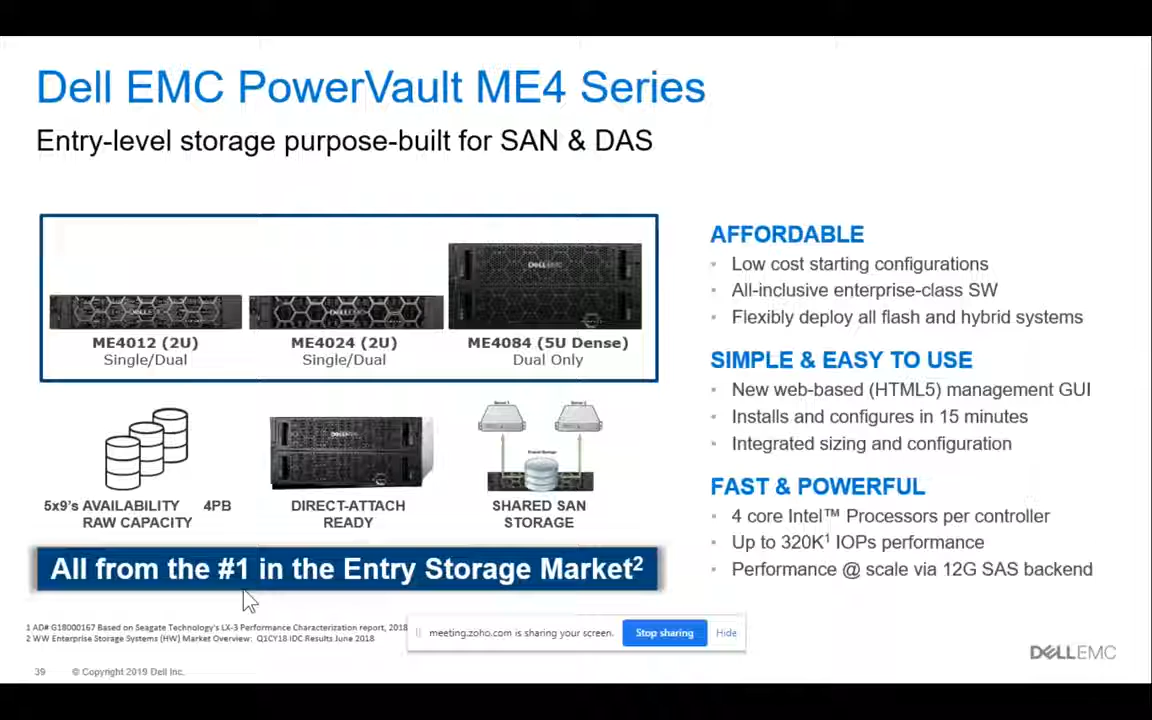 Dell EMC PowerVault ME4 Series
Entry-level storage purpose-built for SAN & DAS
DELLEMC
ME4012 (2U)
Single/Dual
ME4024 (2U)
Single/Dual
ME4084 (5U Dense)
Dual Only
5x9's AVAILABILITY 4PB
RAW CAPACITY
DIRECT-ATTACH
READY
SHARED SAN
STORAGE
All from the #1 in the Entry Storage Market2
AFFORDABLE
• Low cost starting configurations
• All-inclusive enterprise-class SW
• Flexibly deploy all flash and hybrid systems
SIMPLE & EASY TO USE
• New web-based (HTML5) management GUI
• Installs and configures in 15 minutes
• Integrated sizing and configuration
FAST & POWERFUL
• 4 core Intel™ Processors per controller
• Up to 320K1 IOPs performance
• Performance @ scale via 12G SAS backend
1 AD# G18000167 Based on Seagate Technology's LX-3 Performance Characterization report, 2018
2 WW Enterprise Storage Systems (HW) Market Overview: Q1CY18 IDC Results June 2018
meeting.zoho.com is sharing your screen.
Stop sharing
Hide
39 © Copyright 2019 Dell Inc.
DELLEMC